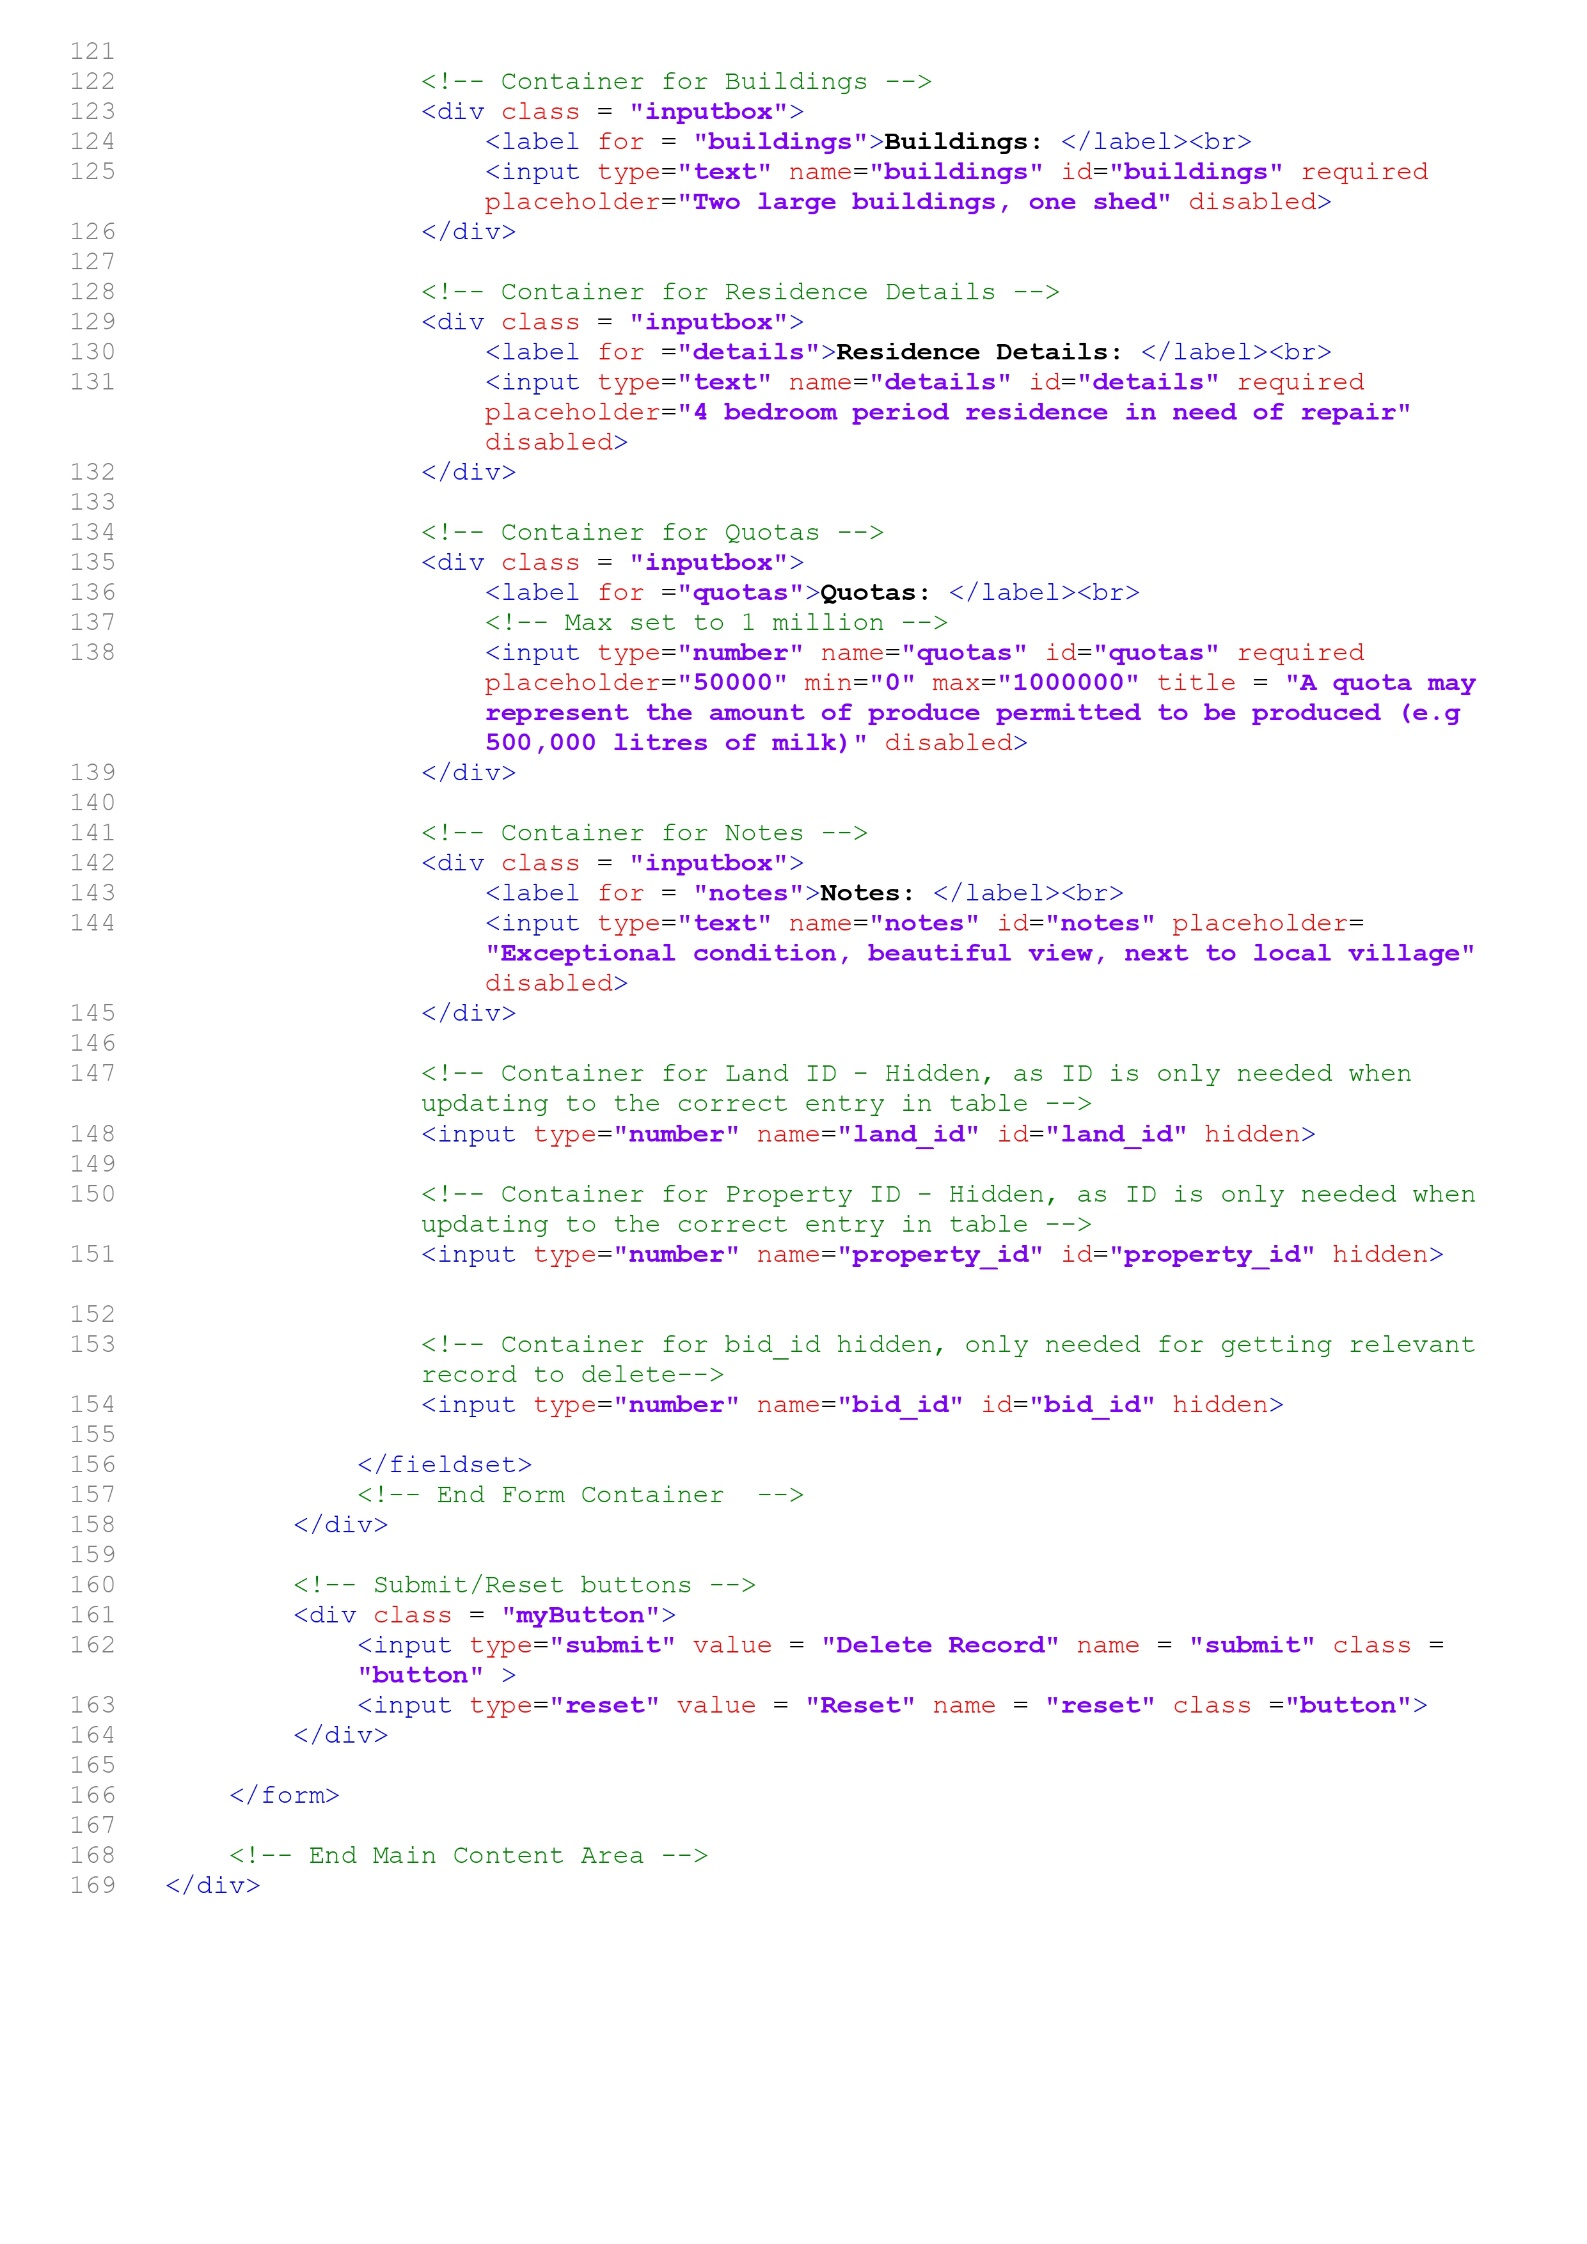 121
122 <!-- Container for Buildings -->
123 <div class = "inputbox">
124 <label for = "buildings">Buildings: </label><br>
125 <input type="text" name="buildings" id="buildings" required
placeholder="Two large buildings, one shed" disabled>
126 </div>
127
128 <!-- Container for Residence Details -->
129 <div class = "inputbox">
130 <label for ="details">Residence Details: </label><br>
131 <input type="text" name="details" id="details" required
placeholder="4 bedroom period residence in need of repair"
disabled>
132 </div>
133
134 <!-- Container for Quotas -->
135 <div class = "inputbox">
136 <label for ="quotas">Quotas: </label><br>
137 <!-- Max set to 1 million -->
138 <input type="number" name="quotas" id="quotas" required
placeholder="50000" min="0" max="1000000" title = "A quota may
represent the amount of produce permitted to be produced (e.g
500,000 litres of milk)" disabled>
139 </div>
140
141 <!-- Container for Notes -->
142 <div class = "inputbox">
143 <label for = "notes">Notes: </label><br>
144 <input type="text" name="notes" id="notes" placeholder=
"Exceptional condition, beautiful view, next to local village"
disabled>
145 </div>
146
147 <!-- Container for Land ID - Hidden, as ID is only needed when
updating to the correct entry in table -->
148 <input type="number" name="land_id" id="land_id" hidden>
149
150 <!-- Container for Property ID - Hidden, as ID is only needed when
updating to the correct entry in table -->
151 <input type="number" name="property_id" id="property_id" hidden>
152
153 <!-- Container for bid_id hidden, only needed for getting relevant
record to delete-->
154 <input type="number" name="bid_id" id="bid_id" hidden>
155
156 </fieldset>
157 <!-- End Form Container  -->
158 </div>
159
160 <!-- Submit/Reset buttons -->
161 <div class = "myButton">
162 <input type="submit" value = "Delete Record" name = "submit" class =
"button" >
163 <input type="reset" value = "Reset" name = "reset" class ="button">
164 </div>
165
166 </form>
167
168 <!-- End Main Content Area -->
169 </div>